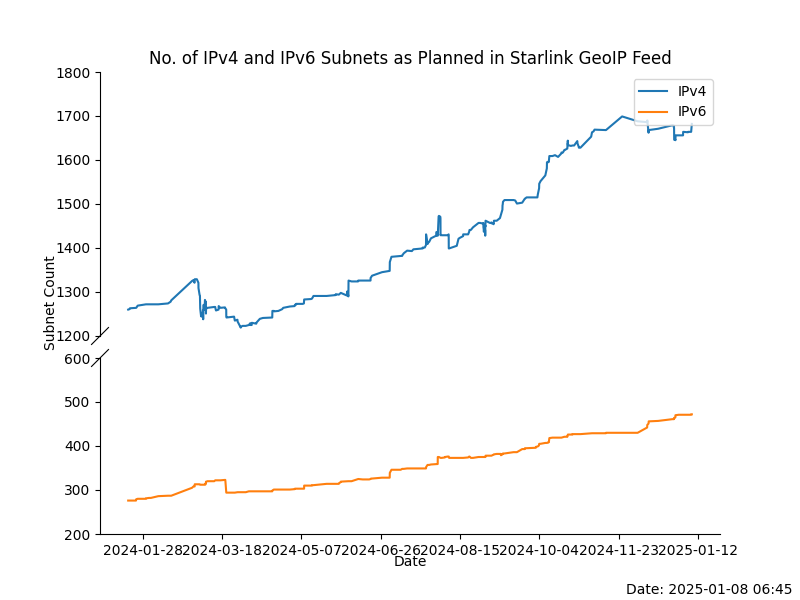 No. of IPv4 and IPv6 Subnets as Planned in Starlink GeoIP Feed
1800
IPv4
IPv6
1700
1600
1500
1400
1300
1200
Subnet Count
600
500
400
300
200
2024-01-28 2024-03-18 2024-05-07 2024-06-26 2024-08-15 2024-10-04 2024-11-23 2025-01-12
Date
Date: 2025-01-08 06:45